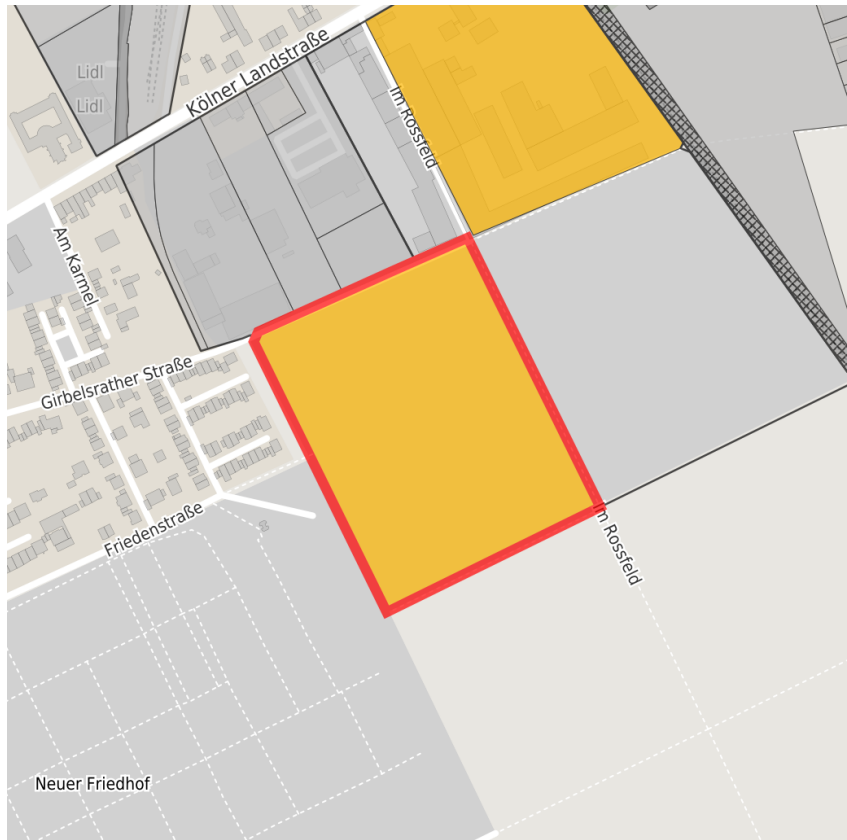 Lidl
Lidl
Kölner Landstraße
Im Rossfeld
Am Karmel
Girbelsrather Straße
Friedenstraße
Im Rossfeld
Neuer Friedhof